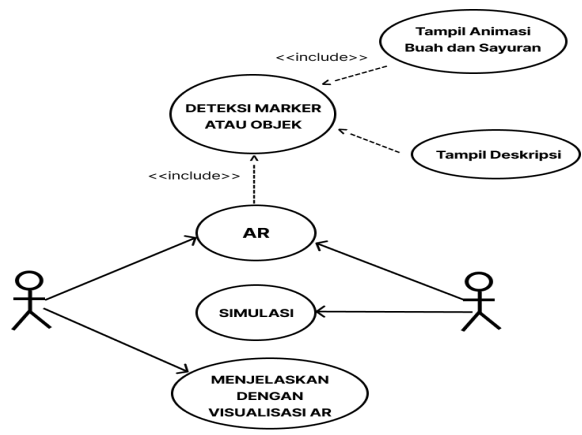 Tampil Animasi
Buah dan Sayuran
<<include>>
DETEKSI MARKER
ATAU OBJEK
Tampil Deskripsi
<<include>>
AR
SIMULASI
MENJELASKAN
DENGAN
VISUALISASI AR